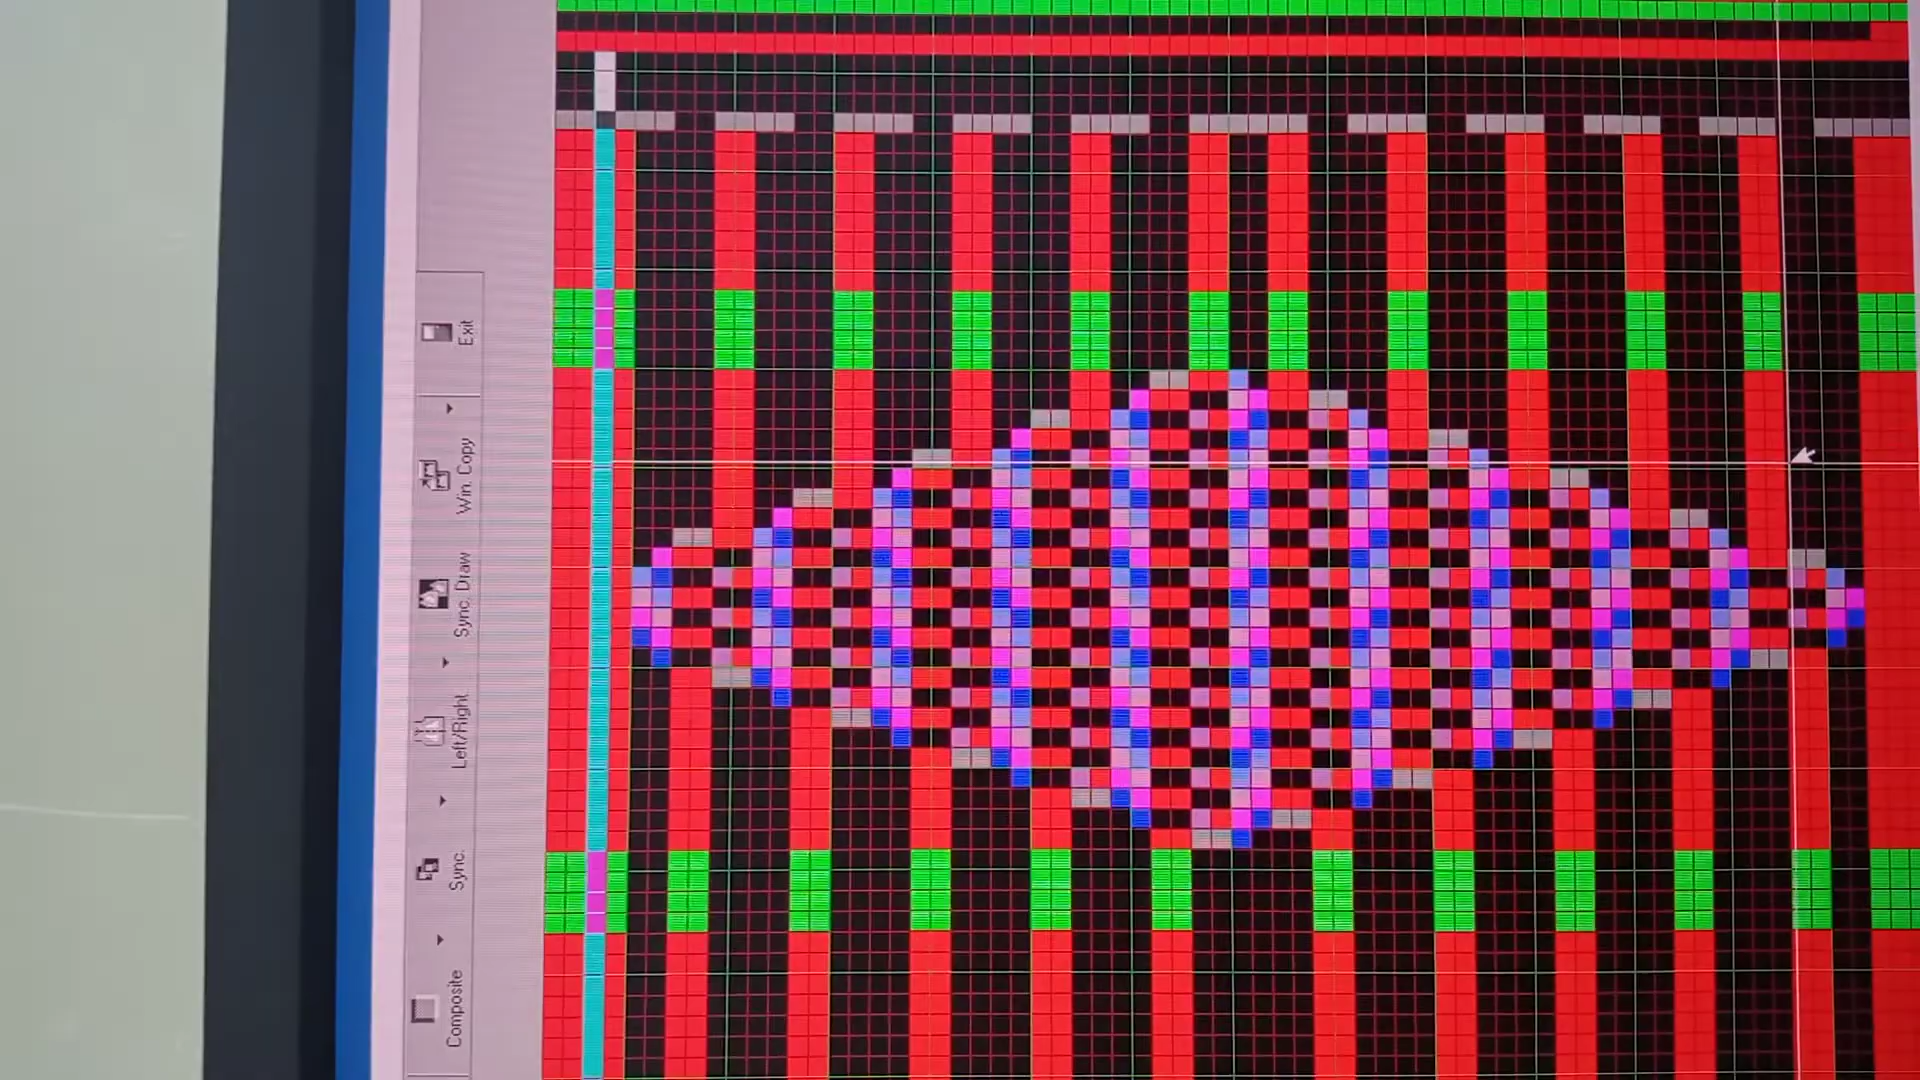 Exit
Win. Copy
Sync. Draw
Left/Right
Sync.
Composite